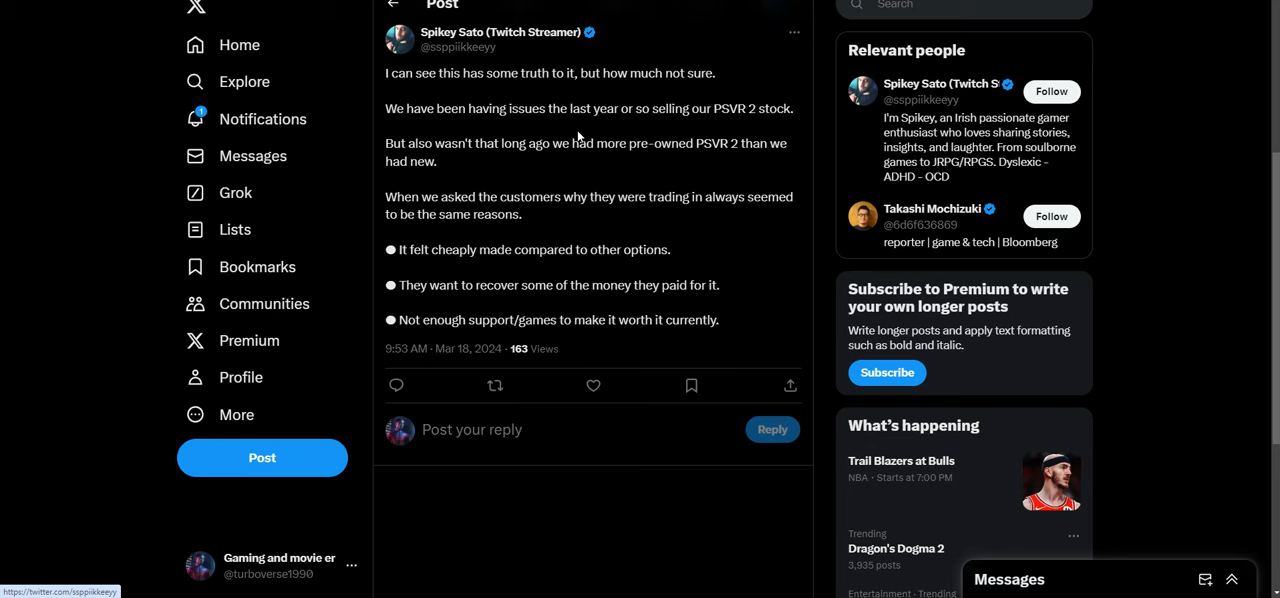 Post
Search
Home
Explore
1
Notifications
Messages
Grok
Lists
Bookmarks
Communities
Premium
Profile
More
Post
Gaming and movie er
@turboverse1990
https://twitter.com/ssppiikkeeyy
Spikey Sato (Twitch Streamer)
@ssppiikkeeyy
I can see this has some truth to it, but how much not sure.
We have been having issues the last year or so selling our PSVR 2 stock.
But also wasn't that long ago we had more pre-owned PSVR 2 than we
had new.
When we asked the customers why they were trading in always seemed
to be the same reasons.
● It felt cheaply made compared to other options.
● They want to recover some of the money they paid for it.
● Not enough support/games to make it worth it currently.
9:53 AM · Mar 18, 2024 · 163 Views
Post your reply
Reply
Relevant people
Spikey Sato (Twitch S
@ssppiikkeeyy
Follow
I'm Spikey, an Irish passionate gamer
enthusiast who loves sharing stories,
insights, and laughter. From soulborne
games to JRPG/RPGS. Dyslexic -
ADHD - OCD
Takashi Mochizuki
@6d6f636869
Follow
reporter | game & tech | Bloomberg
Subscribe to Premium to write
your own longer posts
Write longer posts and apply text formatting
such as bold and italic.
Subscribe
What's happening
Trail Blazers at Bulls
NBA · Starts at 7:00 PM
Trending
Dragon's Dogma 2
3,935 posts
Entertainment · Trending
Messages